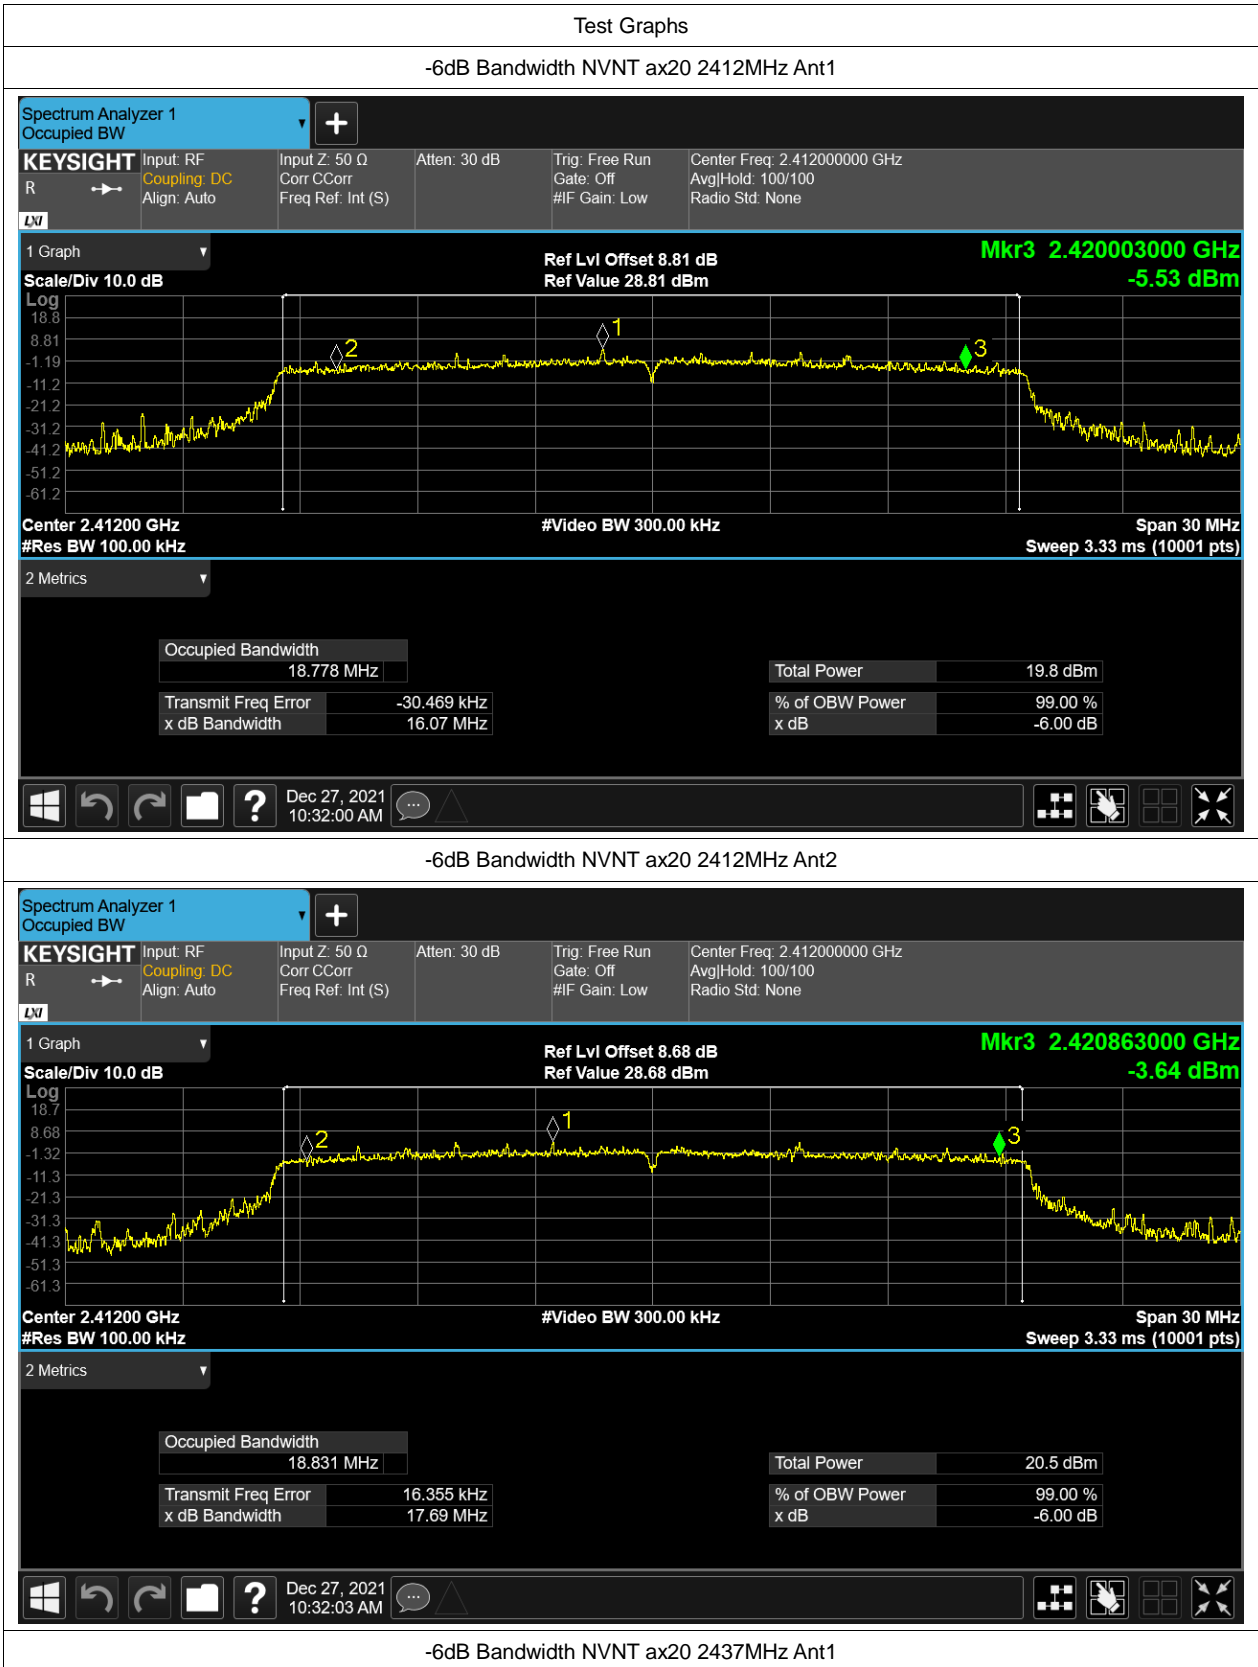 Test Graphs
-6dB Bandwidth NVNT ax20 2412MHz Ant1
Spectrum Analyzer 1
Occupied BW
KEYSIGHT
R
LXI
Input: RF
Coupling: DC
Align: Auto
Input Z: 50 Ω
Corr CCorr
Freq Ref: Int (S)
Atten: 30 dB
Trig: Free Run
Gate: Off
#IF Gain: Low
Center Freq: 2.412000000 GHz
Avg|Hold: 100/100
Radio Std: None
1 Graph
Scale/Div 10.0 dB
Ref Lvl Offset 8.81 dB
Ref Value 28.81 dBm
Mkr3 2.420003000 GHz
-5.53 dBm
Log
18.8
8.81
-1.19
-11.2
-21.2
-31.2
-41.2
-51.2
-61.2
1
2
3
Center 2.41200 GHz
#Res BW 100.00 kHz
#Video BW 300.00 kHz
Span 30 MHz
Sweep 3.33 ms (10001 pts)
2 Metrics
Occupied Bandwidth
18.778 MHz
Transmit Freq Error -30.469 kHz
x dB Bandwidth 16.07 MHz
Total Power 19.8 dBm
% of OBW Power 99.00 %
x dB -6.00 dB
?
Dec 27, 2021
10:32:00 AM
-6dB Bandwidth NVNT ax20 2412MHz Ant2
Spectrum Analyzer 1
Occupied BW
KEYSIGHT
R
LXI
Input: RF
Coupling: DC
Align: Auto
Input Z: 50 Ω
Corr CCorr
Freq Ref: Int (S)
Atten: 30 dB
Trig: Free Run
Gate: Off
#IF Gain: Low
Center Freq: 2.412000000 GHz
Avg|Hold: 100/100
Radio Std: None
1 Graph
Scale/Div 10.0 dB
Ref Lvl Offset 8.68 dB
Ref Value 28.68 dBm
Mkr3 2.420863000 GHz
-3.64 dBm
Log
18.7
8.68
-1.32
-11.3
-21.3
-31.3
-41.3
-51.3
-61.3
1
2
3
Center 2.41200 GHz
#Res BW 100.00 kHz
#Video BW 300.00 kHz
Span 30 MHz
Sweep 3.33 ms (10001 pts)
2 Metrics
Occupied Bandwidth
18.831 MHz
Transmit Freq Error 16.355 kHz
x dB Bandwidth 17.69 MHz
Total Power 20.5 dBm
% of OBW Power 99.00 %
x dB -6.00 dB
?
Dec 27, 2021
10:32:03 AM
-6dB Bandwidth NVNT ax20 2437MHz Ant1